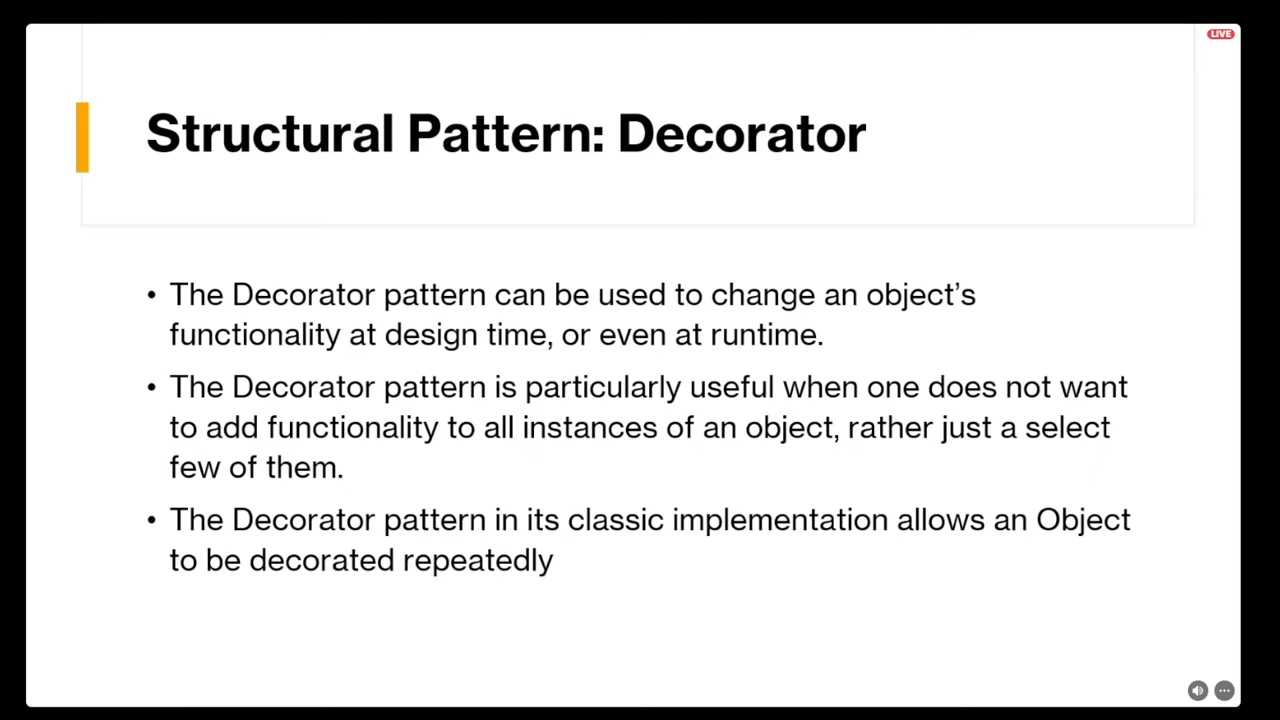 LIVE
Structural Pattern: Decorator
• The Decorator pattern can be used to change an object’s
functionality at design time, or even at runtime.
• The Decorator pattern is particularly useful when one does not want
to add functionality to all instances of an object, rather just a select
few of them.
• The Decorator pattern in its classic implementation allows an Object
to be decorated repeatedly